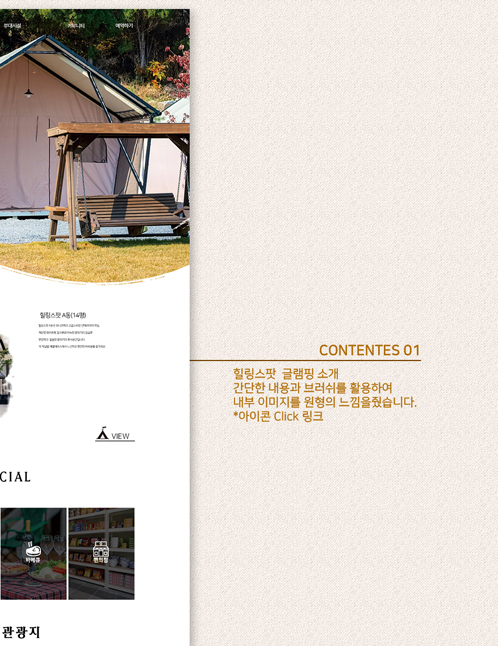 부대시설 커뮤니티 예약하기
힐링스팟 A동(14평)
VIEW
CIAL
바베큐 편의점
관광지
CONTENTES 01
힐링스팟 글램핑 소개
간단한 내용과 브러쉬를 활용하여
내부 이미지를 원형의 느낌을줬습니다.
*아이콘 Click 링크